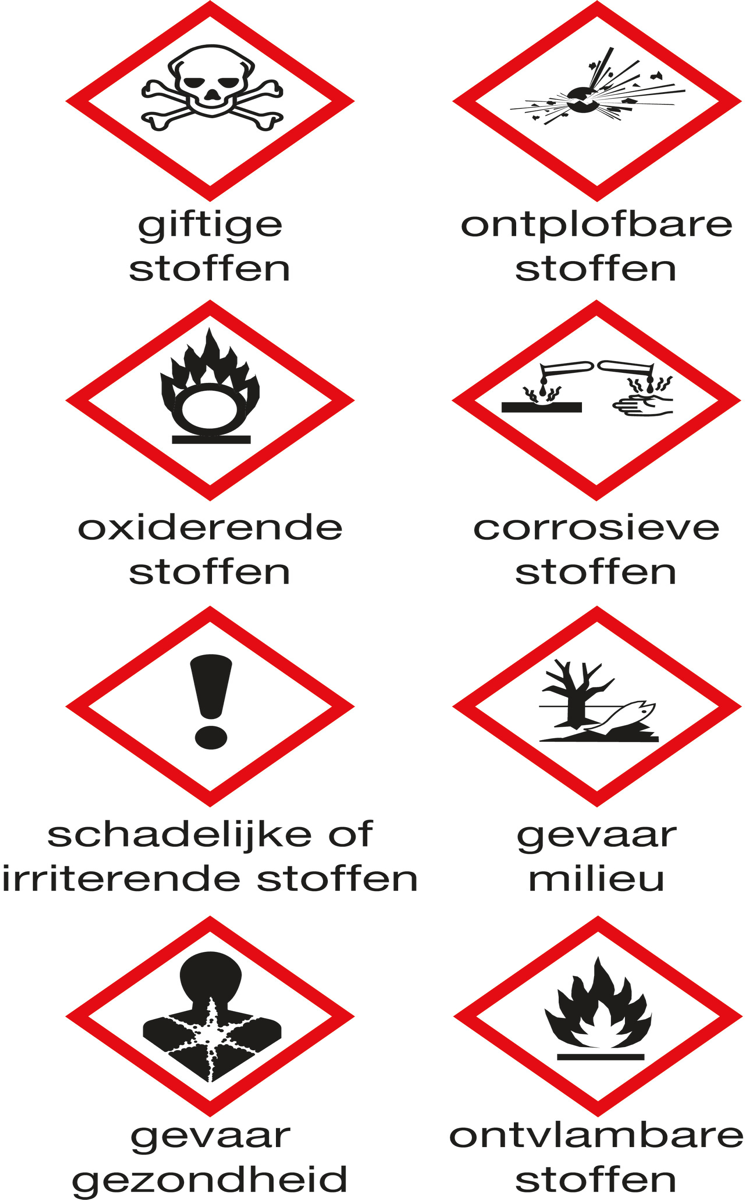 giftige
stoffen
ontplofbare
stoffen
oxiderende
stoffen
corrosieve
stoffen
schadelijke of
irriterende stoffen
gevaar
milieu
gevaar
gezondheid
ontvlambare
stoffen